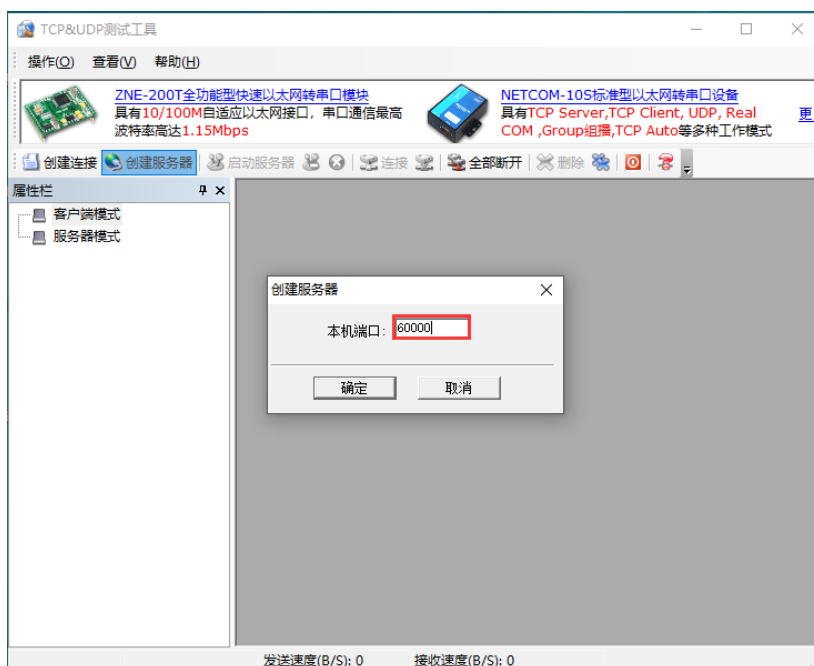 TCP&UDP测试工具
操作(O) 查看(V) 帮助(H)
ZNE-200T全功能型快速以太网转串口模块
具有10/100M自适应以太网接口，串口通信最高
波特率高达1.15Mbps
NETCOM-10S标准型以太网转串口设备
具有TCP Server,TCP Client, UDP, Real
COM ,Group组播,TCP Auto等多种工作模式
更
创建连接 创建服务器 启动服务器 连接 全部断开 删除
属性栏
客户端模式
服务器模式
创建服务器
本机端口: 60000
确定 取消
发送速度(B/S): 0 接收速度(B/S): 0